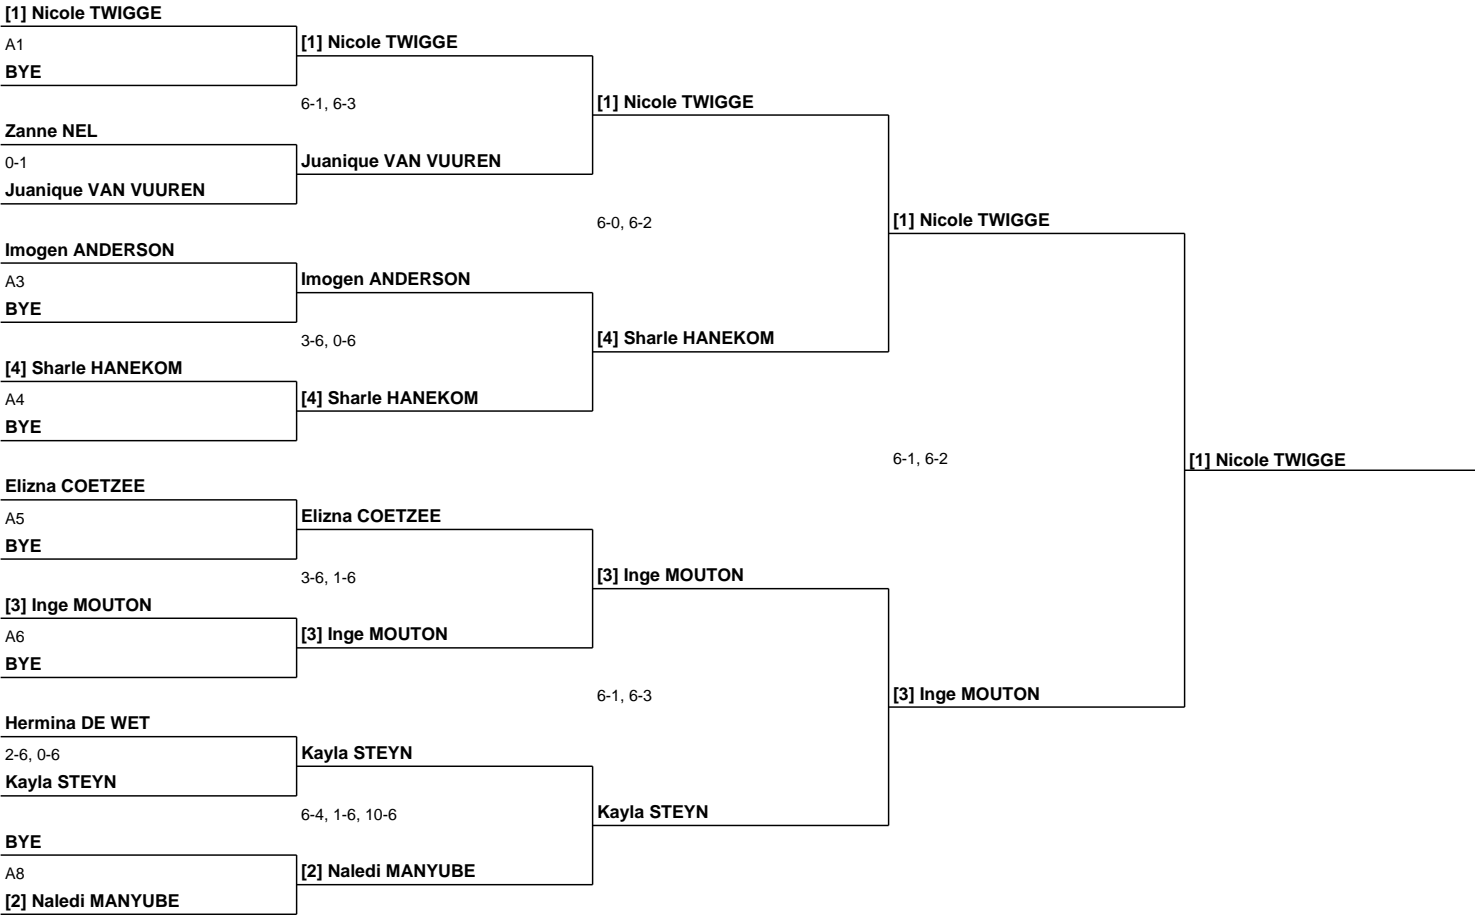 [1] Nicole TWIGGE
A1
BYE
[1] Nicole TWIGGE
6-1, 6-3
Zanne NEL
0-1
Juanique VAN VUUREN
Juanique VAN VUUREN
[1] Nicole TWIGGE
6-0, 6-2
Imogen ANDERSON
A3
BYE
Imogen ANDERSON
3-6, 0-6
[4] Sharle HANEKOM
A4
BYE
[4] Sharle HANEKOM
[4] Sharle HANEKOM
[1] Nicole TWIGGE
6-1, 6-2
[1] Nicole TWIGGE
Elizna COETZEE
A5
BYE
Elizna COETZEE
3-6, 1-6
[3] Inge MOUTON
A6
BYE
[3] Inge MOUTON
[3] Inge MOUTON
6-1, 6-3
[3] Inge MOUTON
Hermina DE WET
2-6, 0-6
Kayla STEYN
Kayla STEYN
6-4, 1-6, 10-6
Kayla STEYN
BYE
A8
[2] Naledi MANYUBE
[2] Naledi MANYUBE